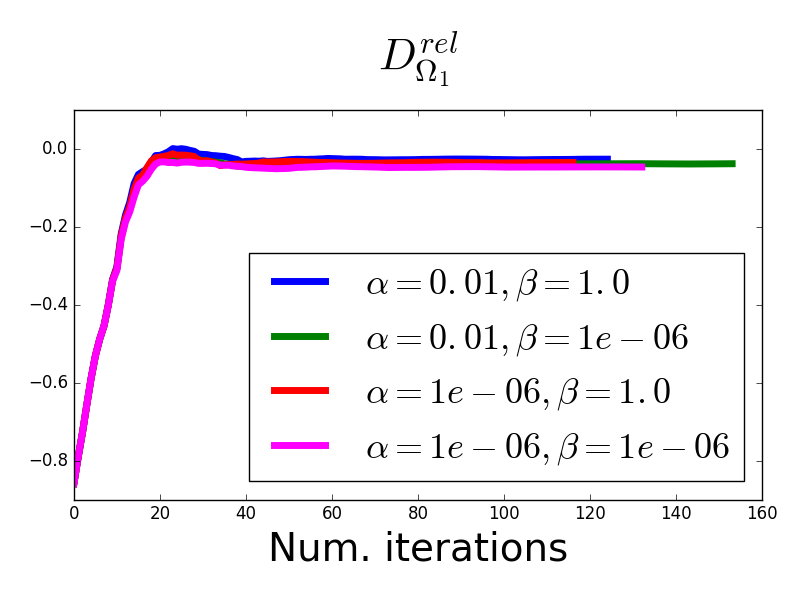 D^{rel}_{Ω_1}
0.0
−0.2
−0.4
−0.6
−0.8
α = 0.01, β = 1.0
α = 0.01, β = 1e − 06
α = 1e − 06, β = 1.0
α = 1e − 06, β = 1e − 06
0 20 40 60 80 100 120 140 160
Num. iterations